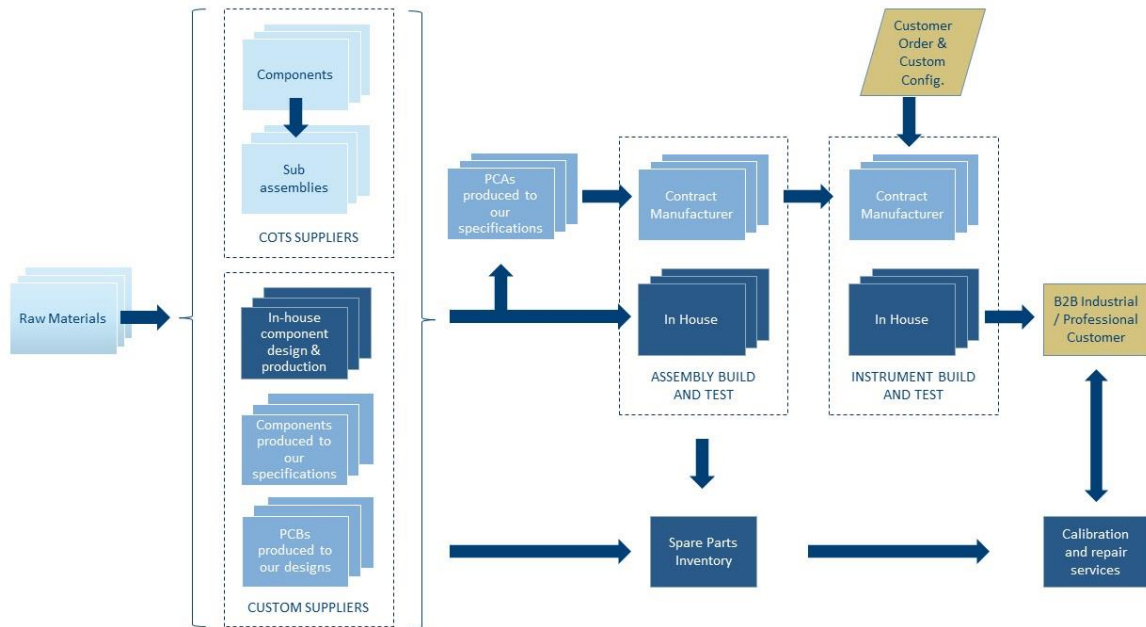 Raw Materials
Components
Sub
assemblies
COTS SUPPLIERS
In-house
component
design &
production
Components
produced to
our
specifications
PCBs
produced to
our designs
CUSTOM SUPPLIERS
PCAs
produced to
our
specifications
Contract
Manufacturer
In House
ASSEMBLY BUILD
AND TEST
Customer
Order &
Custom
Config.
Contract
Manufacturer
In House
INSTRUMENT BUILD
AND TEST
B2B Industrial
/ Professional
Customer
Spare Parts
Inventory
Calibration
and repair
services